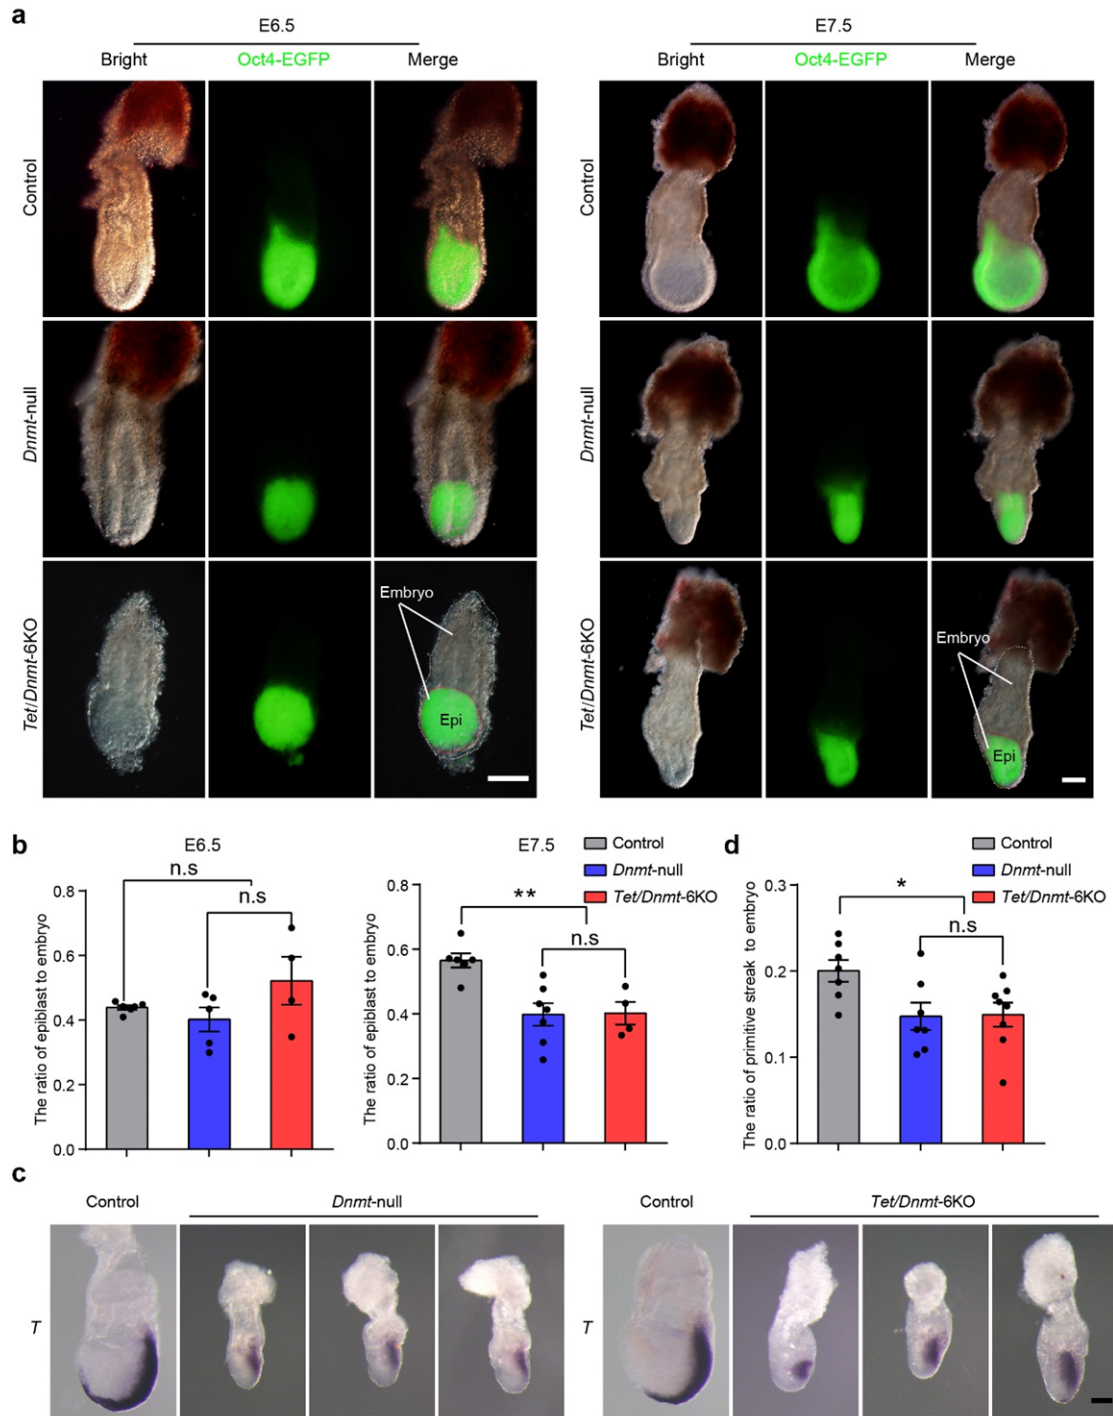 a
E6.5
E7.5
Bright
Oct4-EGFP
Merge
Bright
Oct4-EGFP
Merge
Control
Control
Dnmt-null
Dnmt-null
Tet/Dnmt-6KO
Embryo
Epi
Tet/Dnmt-6KO
Embryo
Epi
b
E6.5
The ratio of epiblast to embryo
0.8
0.6
0.4
0.2
0.0
n.s
n.s
E7.5
Control
Dnmt-null
Tet/Dnmt-6KO
The ratio of epiblast to embryo
0.8
0.6
0.4
0.2
0.0
**
n.s
d
Control
Dnmt-null
Tet/Dnmt-6KO
The ratio of primitive streak to embryo
0.3
0.2
0.1
0.0
*
n.s
c
Control
Dnmt-null
Control
Tet/Dnmt-6KO
T
T